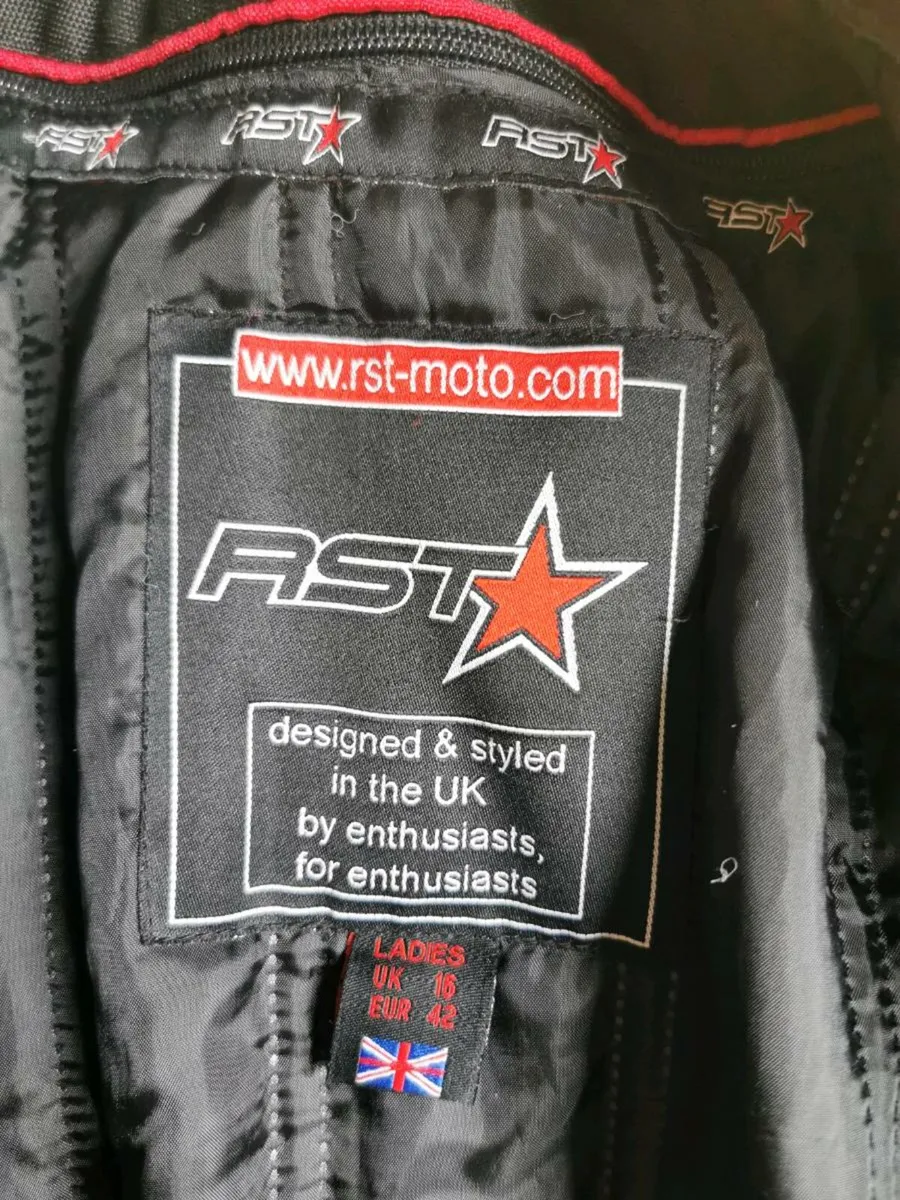 RST
RST
RST
RST
www.rst-moto.com
RST
designed & styled
in the UK
by enthusiasts,
for enthusiasts
LADIES
UK 16
EUR 42